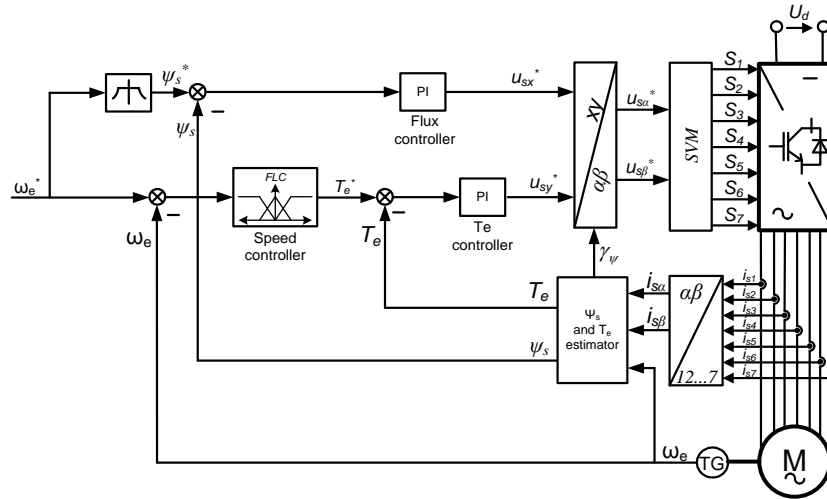 U_d
ψ_s^*
PI
Flux
controller
u_sx^*
xy
αβ
u_sα^*
u_sβ^*
SVM
S_1
S_2
S_3
S_4
S_5
S_6
S_7
ψ_s
ω_e^*
FLC
Speed
controller
T_e^*
PI
Te
controller
u_sy^*
ω_e
T_e
γ_ψ
T_e
ψ_s
Ψ_s
and T_e
estimator
i_sα
i_sβ
αβ
12...7
i_s1
i_s2
i_s3
i_s4
i_s5
i_s6
i_s7
ω_e
TG
M